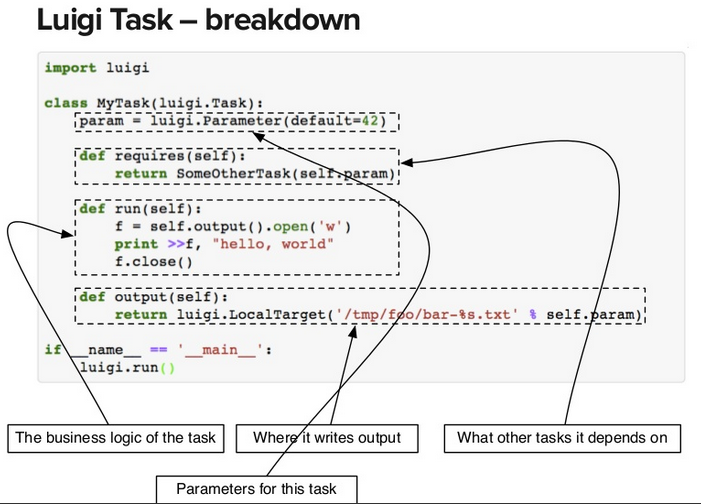 Luigi Task – breakdown
import luigi
class MyTask(luigi.Task):
    param = luigi.Parameter(default=42)
    def requires(self):
        return SomeOtherTask(self.param)
    def run(self):
        f = self.output().open('w')
        print >>f, "hello, world"
        f.close()
    def output(self):
        return luigi.LocalTarget('/tmp/foo/bar-%s.txt' % self.param)
if __name__ == '__main__':
    luigi.run()
The business logic of the task
Where it writes output
What other tasks it depends on
Parameters for this task